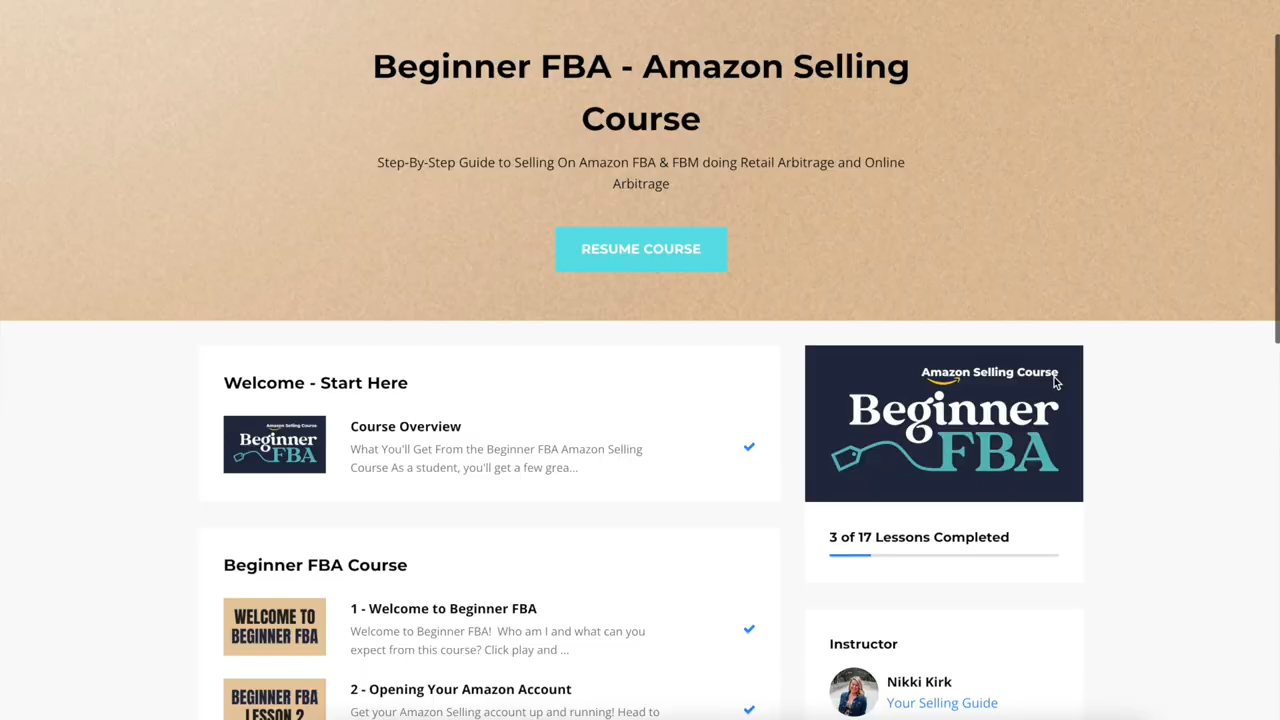 Beginner FBA - Amazon Selling
Course
Step-By-Step Guide to Selling On Amazon FBA & FBM doing Retail Arbitrage and Online
Arbitrage
RESUME COURSE
Welcome - Start Here
Amazon Selling Course
Beginner
FBA
Course Overview
What You'll Get From the Beginner FBA Amazon Selling
Course As a student, you'll get a few grea...
Amazon Selling Course
Beginner
FBA
3 of 17 Lessons Completed
Beginner FBA Course
WELCOME TO
BEGINNER FBA
1 - Welcome to Beginner FBA
Welcome to Beginner FBA!  Who am I and what can you
expect from this course? Click play and ...
BEGINNER FBA
LESSON 2
2 - Opening Your Amazon Account
Get your Amazon Selling account up and running! Head to
Instructor
Nikki Kirk
Your Selling Guide